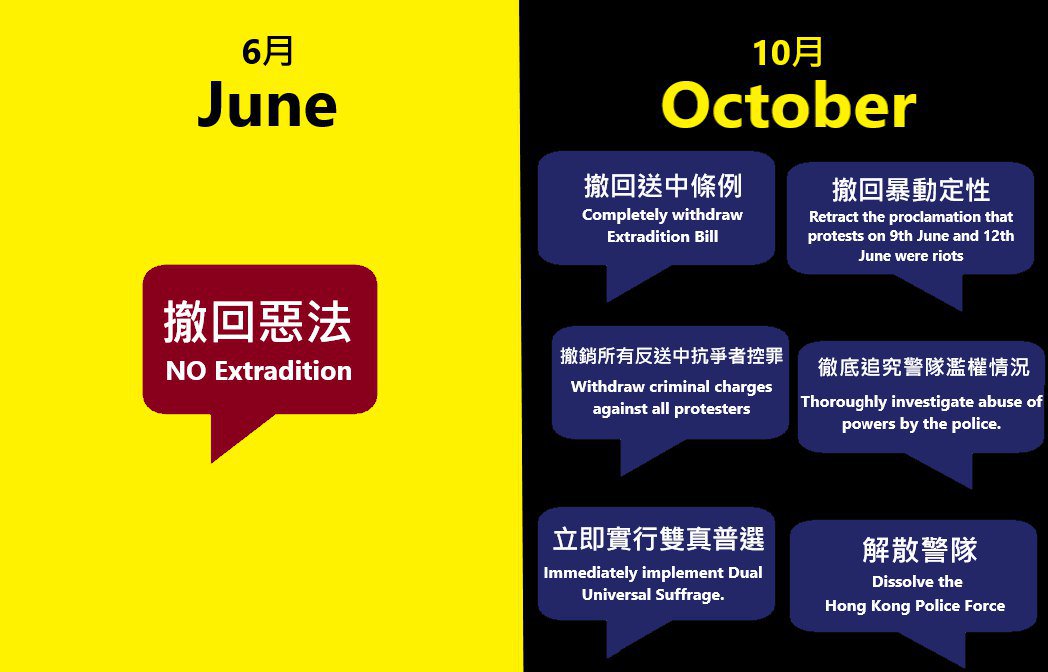 6月
June
撤回惡法
NO Extradition
10月
October
撤回送中條例
Completely withdraw
Extradition Bill
撤回暴動定性
Retract the proclamation that
protests on 9th June and 12th
June were riots
撤銷所有反送中抗爭者控罪
Withdraw criminal charges
against all protesters
徹底追究警隊濫權情況
Thoroughly investigate abuse of
powers by the police.
立即實行雙真普選
Immediately implement Dual
Universal Suffrage.
解散警隊
Dissolve the
Hong Kong Police Force